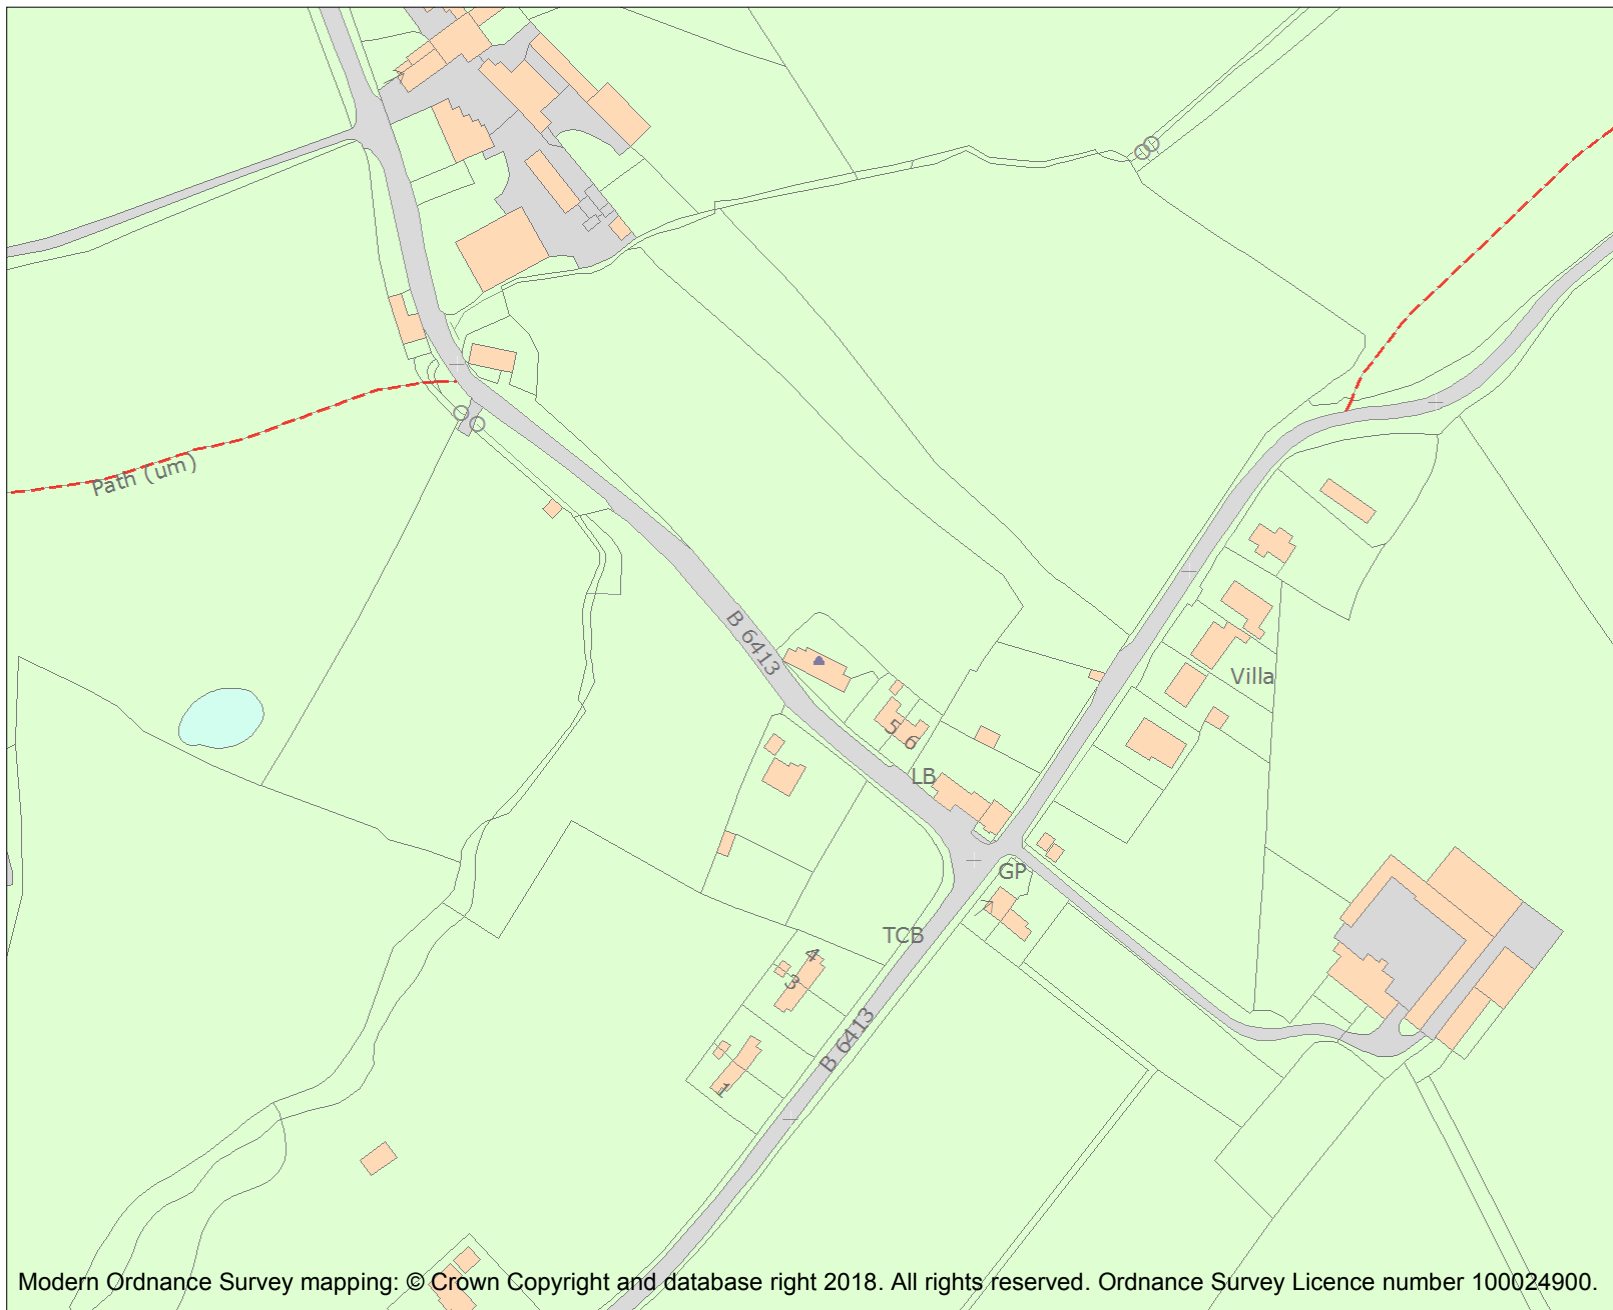 Path (um)
B 6413
Villa
5
6
LB
GP
TCB
4
3
B 6413
1
Modern Ordnance Survey mapping: © Crown Copyright and database right 2018. All rights reserved. Ordnance Survey Licence number 100024900.